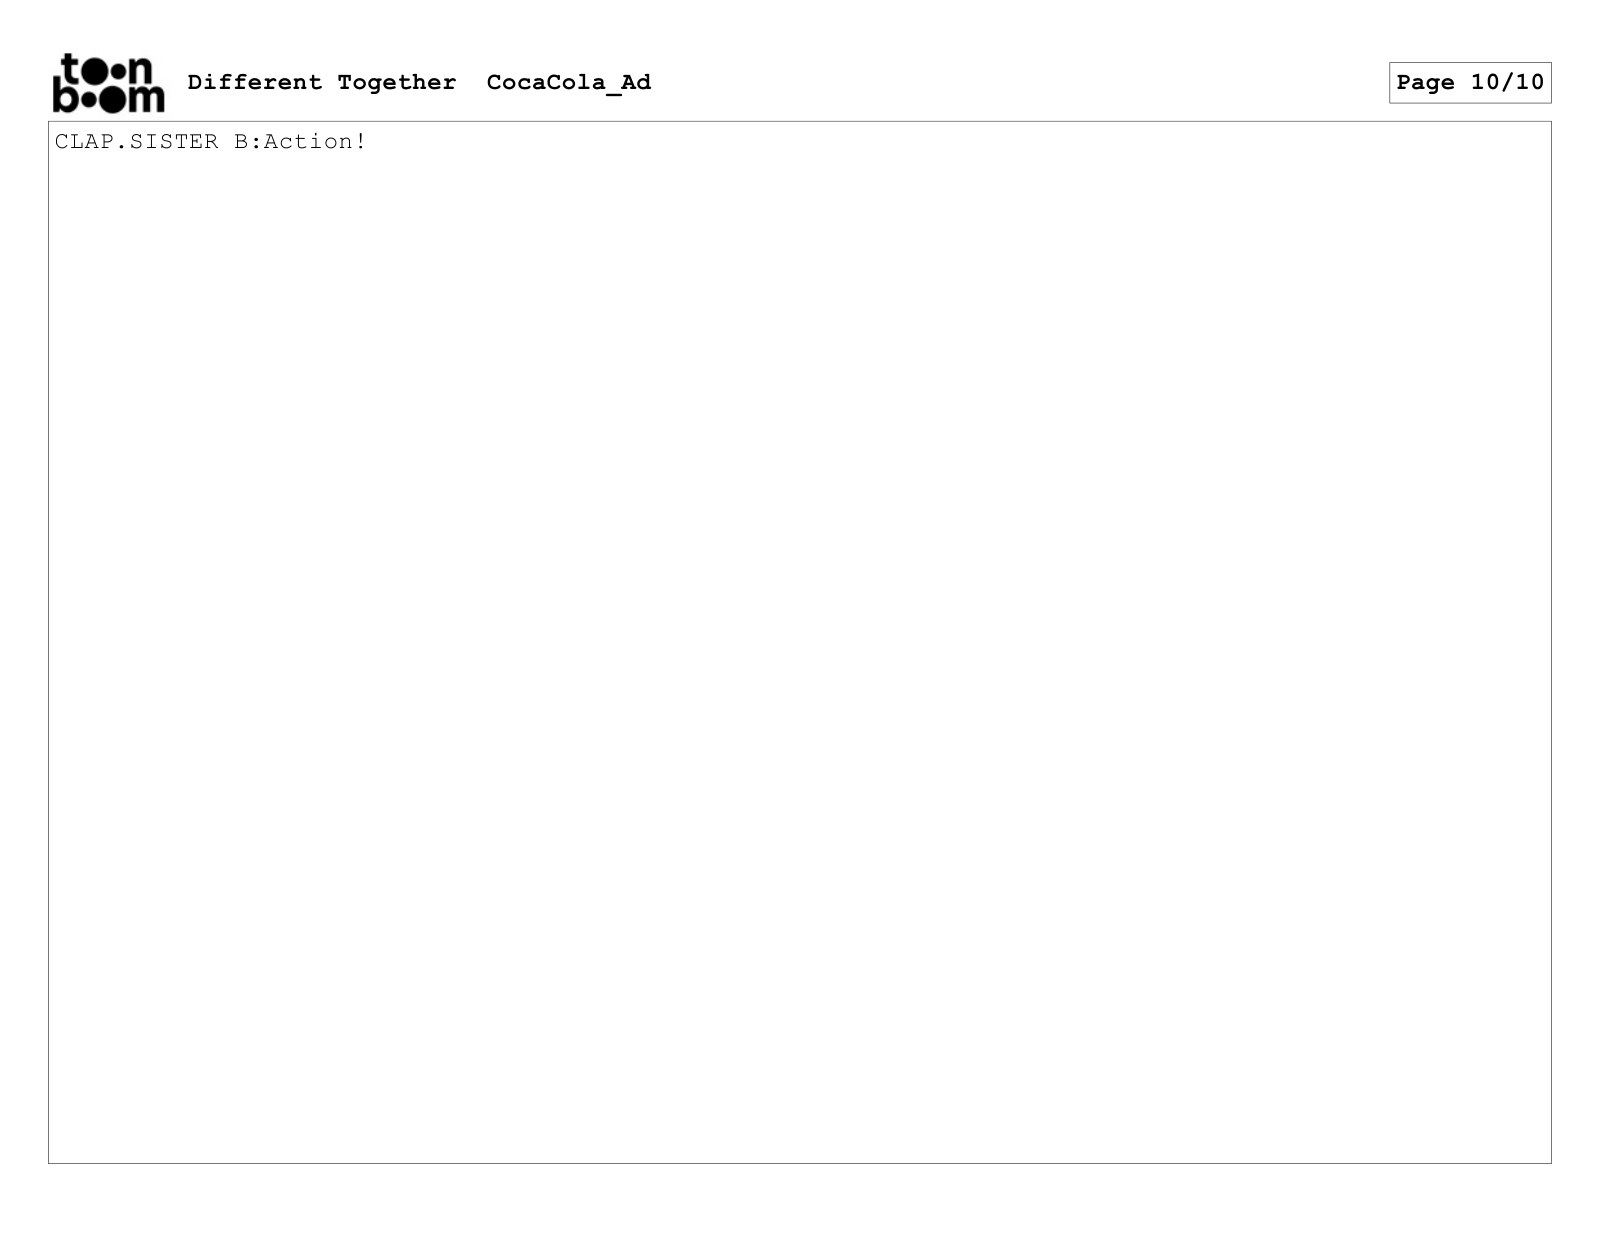 toon
boom
Different Together  CocaCola_Ad
Page 10/10
CLAP.SISTER B:Action!